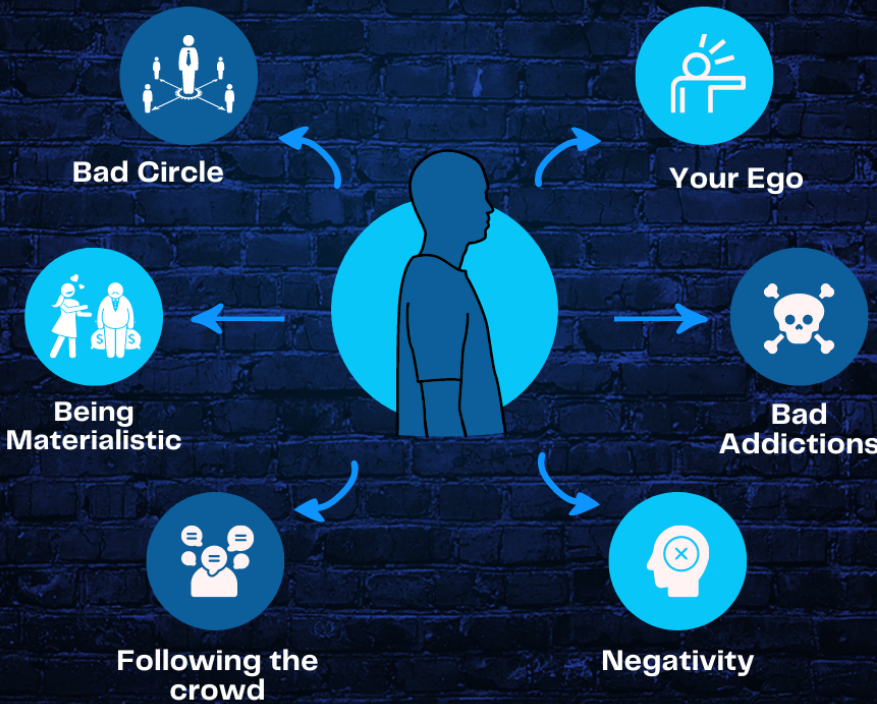 Bad Circle
Your Ego
Being
Materialistic
Bad
Addictions
Following the
crowd
Negativity